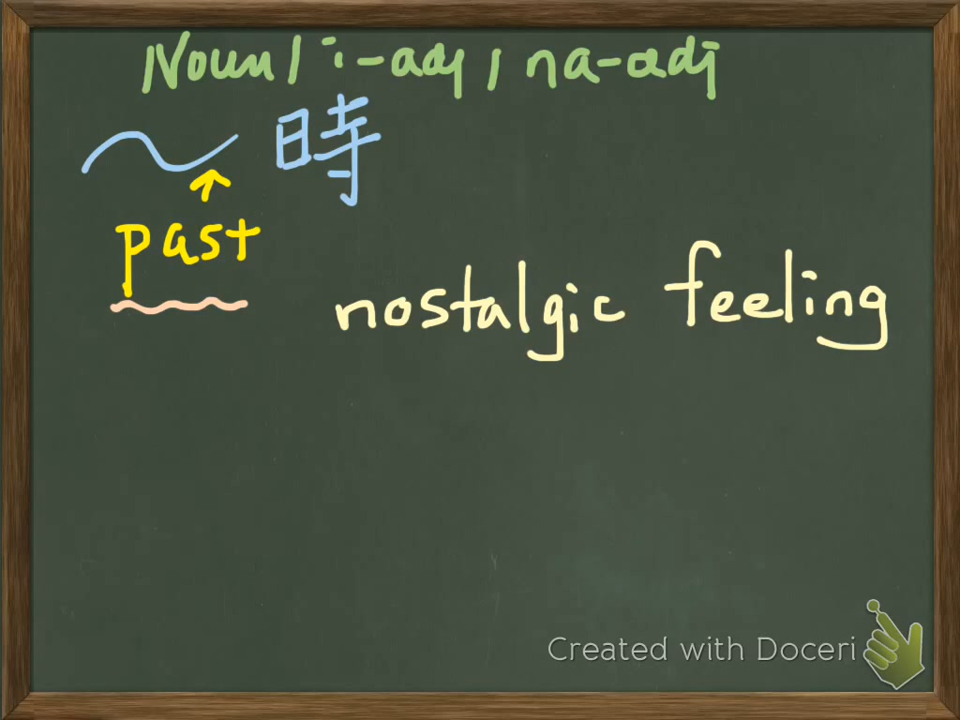 Noun / i-adj / na-adj
～時
past
nostalgic feeling
Created with Doceri